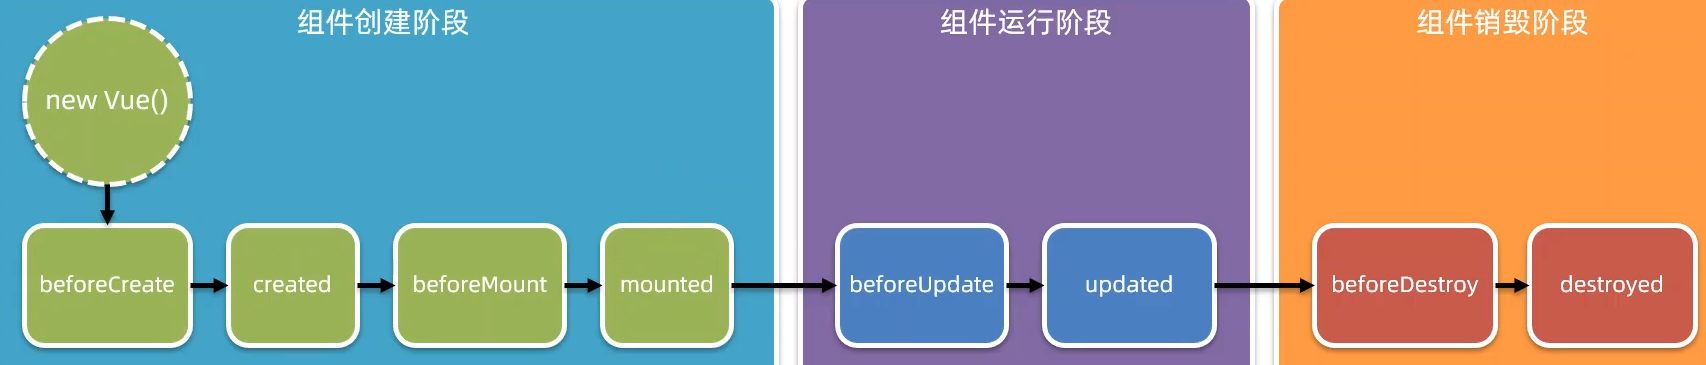 组件创建阶段
组件运行阶段
组件销毁阶段
new Vue()
beforeCreate
created
beforeMount
mounted
beforeUpdate
updated
beforeDestroy
destroyed